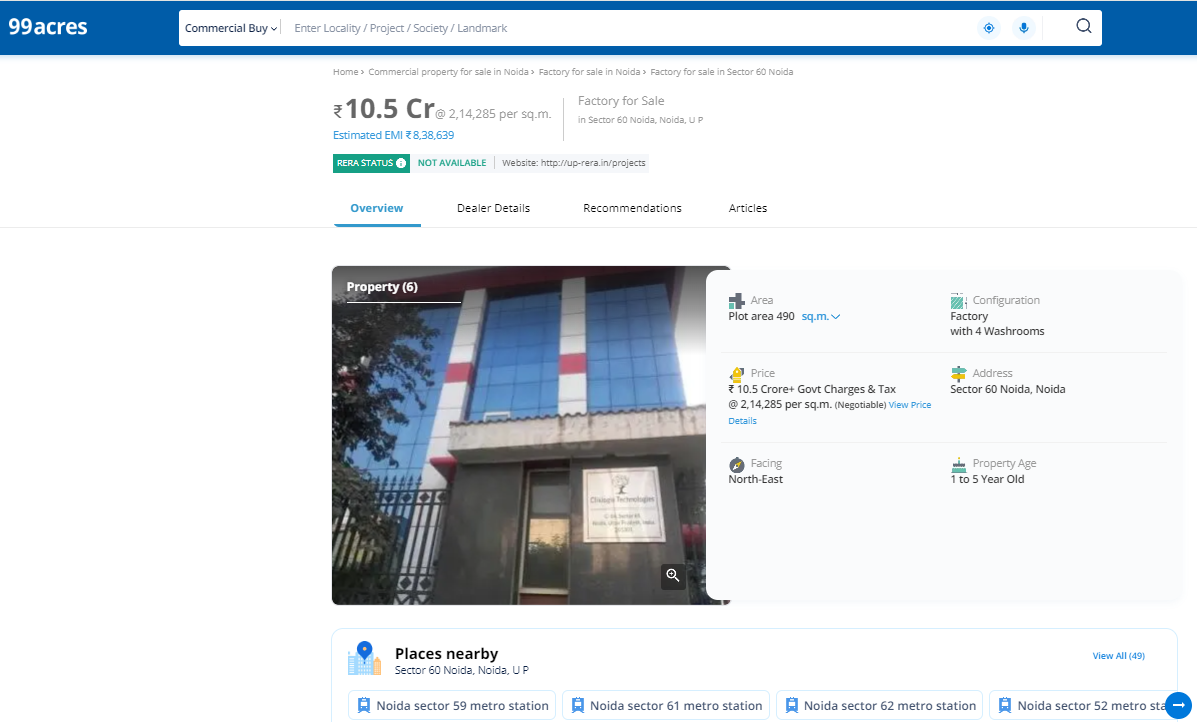 99acres
Commercial Buy
Enter Locality / Project / Society / Landmark
Home › Commercial property for sale in Noida › Factory for sale in Noida › Factory for sale in Sector 60 Noida
₹10.5 Cr @ 2,14,285 per sq.m.
Estimated EMI ₹8,38,639
Factory for Sale
in Sector 60 Noida, Noida, U P
RERA STATUS NOT AVAILABLE Website: http://up-rera.in/projects
Overview Dealer Details Recommendations Articles
Property (6)
Technologies
Area
Plot area 490 sq.m.
Configuration
Factory
with 4 Washrooms
Price
₹ 10.5 Crore+ Govt Charges & Tax
@ 2,14,285 per sq.m. (Negotiable) View Price
Details
Address
Sector 60 Noida, Noida
Facing
North-East
Property Age
1 to 5 Year Old
Places nearby
Sector 60 Noida, Noida, U P
View All (49)
Noida sector 59 metro station
Noida sector 61 metro station
Noida sector 62 metro station
Noida sector 52 metro sta